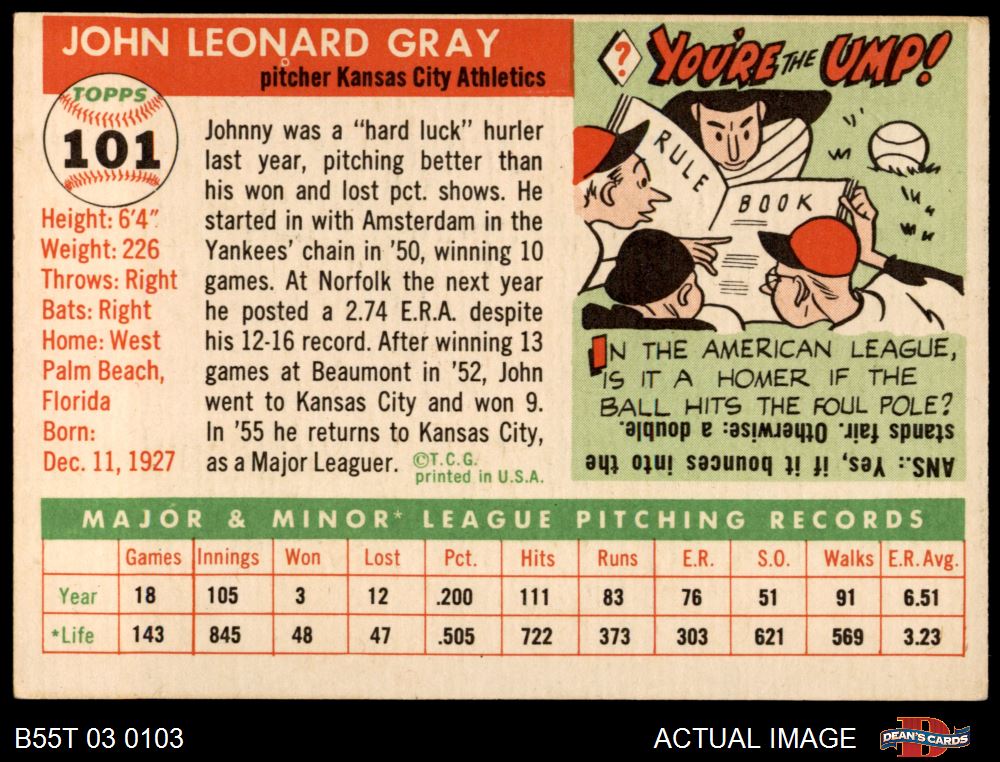 JOHN LEONARD GRAY
pitcher Kansas City Athletics
TOPPS
101
Height: 6'4"
Weight: 226
Throws: Right
Bats: Right
Home: West
Palm Beach,
Florida
Born:
Dec. 11, 1927
Johnny was a "hard luck" hurler
last year, pitching better than
his won and lost pct. shows. He
started in with Amsterdam in the
Yankees' chain in '50, winning 10
games. At Norfolk the next year
he posted a 2.74 E.R.A. despite
his 12-16 record. After winning 13
games at Beaumont in '52, John
went to Kansas City and won 9.
In '55 he returns to Kansas City,
as a Major Leaguer. ©T.C.G.
printed in U.S.A.
? YOU'RE THE UMP!
RULE
BOOK
IN THE AMERICAN LEAGUE,
IS IT A HOMER IF THE
BALL HITS THE FOUL POLE?
ANS.: Yes, if it bounces into the
stands fair. Otherwise: a double.
MAJOR & MINOR* LEAGUE PITCHING RECORDS
Games Innings Won Lost Pct. Hits Runs E.R. S.O. Walks E.R. Avg.
Year 18 105 3 12 .200 111 83 76 51 91 6.51
*Life 143 845 48 47 .505 722 373 303 621 569 3.23
B55T 03 0103
ACTUAL IMAGE
D
DEAN'S CARDS